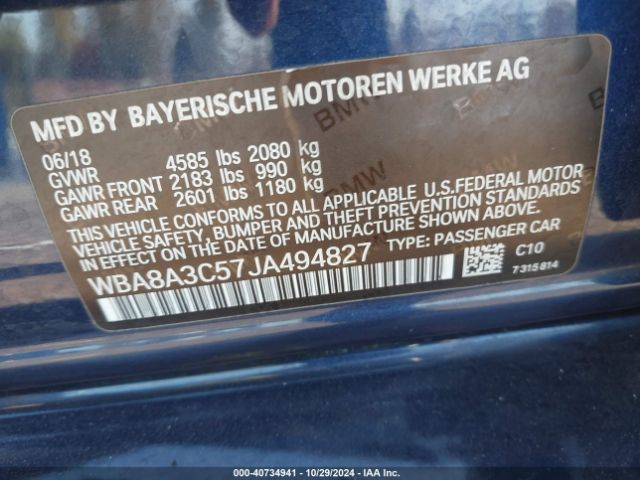 MFD BY BAYERISCHE MOTOREN WERKE AG
06/18 4585 lbs 2080 kg
GVWR
GAWR FRONT 2183 lbs 990 kg
GAWR REAR 2601 lbs 1180 kg
THIS VEHICLE CONFORMS TO ALL APPLICABLE U.S.FEDERAL MOTOR
VEHICLE SAFETY, BUMPER, AND THEFT PREVENTION STANDARDS
IN EFFECT ON THE DATE OF MANUFACTURE SHOWN ABOVE.
WBA8A3C57JA494827 TYPE: PASSENGER CAR C10
7315814
BMW
BMW
000-40734941 - 10/29/2024 - IAA Inc.